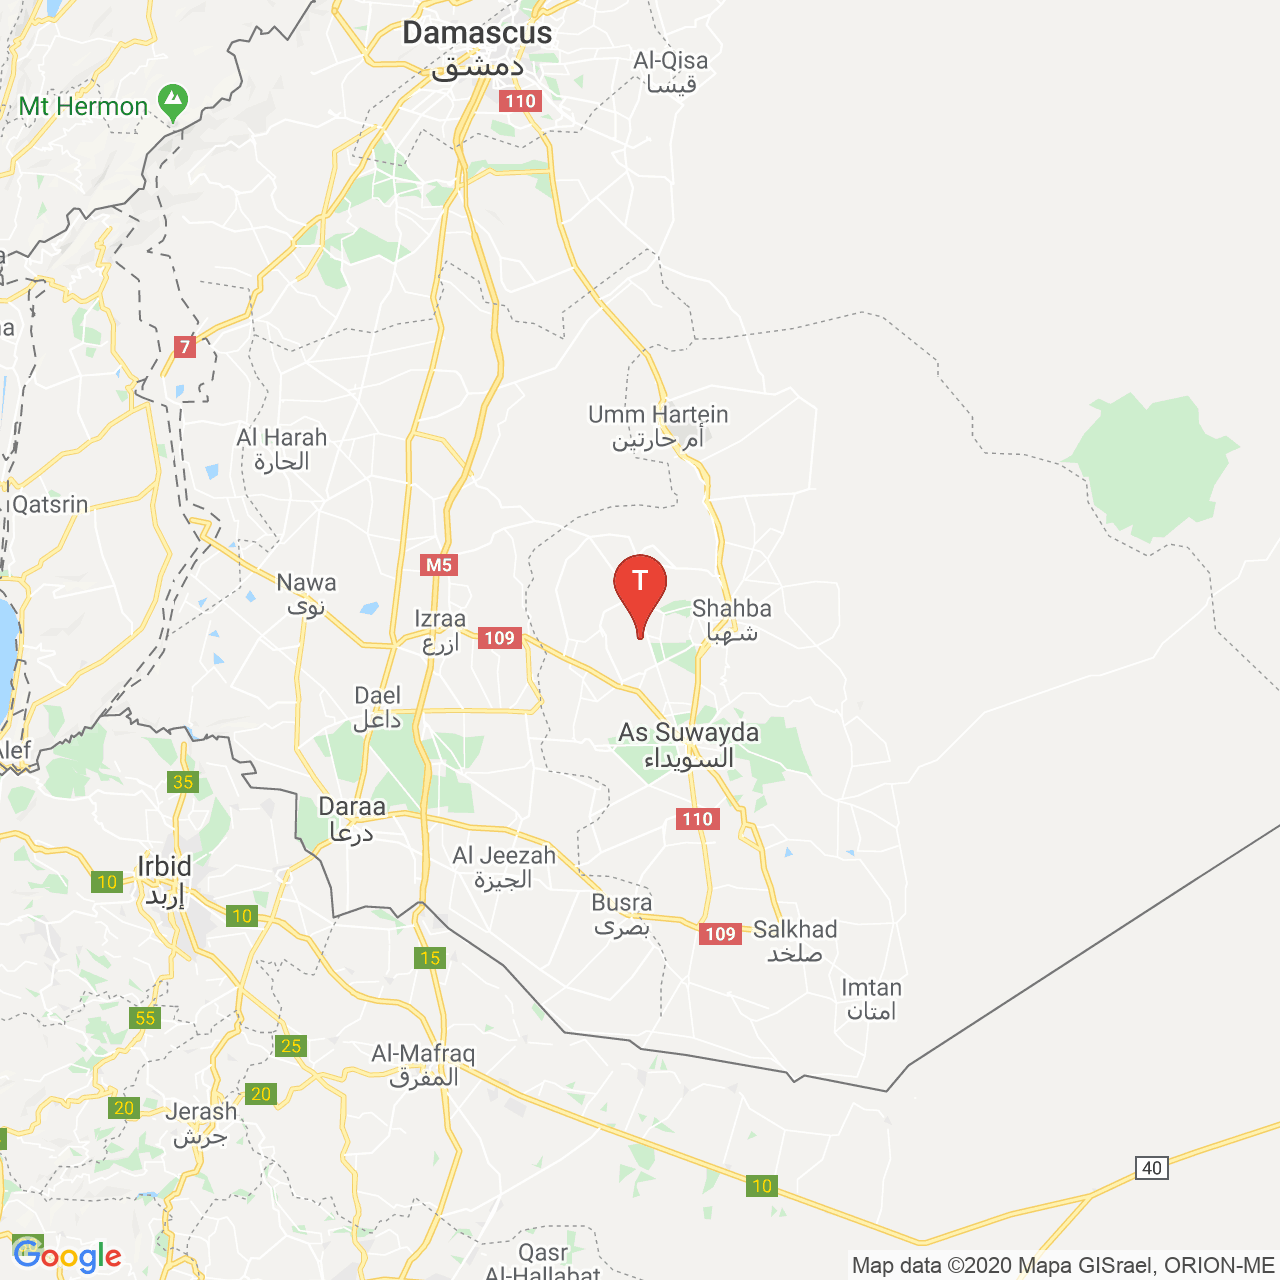 Damascus
دمشق
Al-Qisa
قيسا
110
Mt Hermon
7
Umm Hartein
أم حارتين
Al Harah
الحارة
Qatsrin
M5
Nawa
نوى
T
Izraa
ازرع
109
Shahba
شهبا
Dael
داعل
As Suwayda
السويداء
35
Daraa
درعا
110
Irbid
إربد
10
Al Jeezah
الجيزة
10
Busra
بصرى
109
Salkhad
صلخد
15
Imtan
امتان
55
25
Al-Mafraq
المفرق
20
20
Jerash
جرش
40
10
Qasr
Al-Hallabat
Google
Map data ©2020 Mapa GISrael, ORION-ME